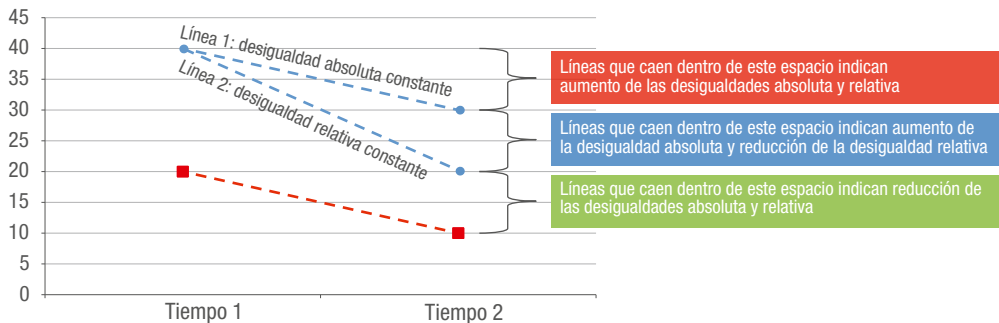 45
40
35
30
25
20
15
10
5
0
Línea 1: desigualdad absoluta constante
Línea 2: desigualdad relativa constante
Tiempo 1
Tiempo 2
Líneas que caen dentro de este espacio indican
aumento de las desigualdades absoluta y relativa
Líneas que caen dentro de este espacio indican aumento de
la desigualdad absoluta y reducción de la desigualdad relativa
Líneas que caen dentro de este espacio indican reducción de
las desigualdades absoluta y relativa